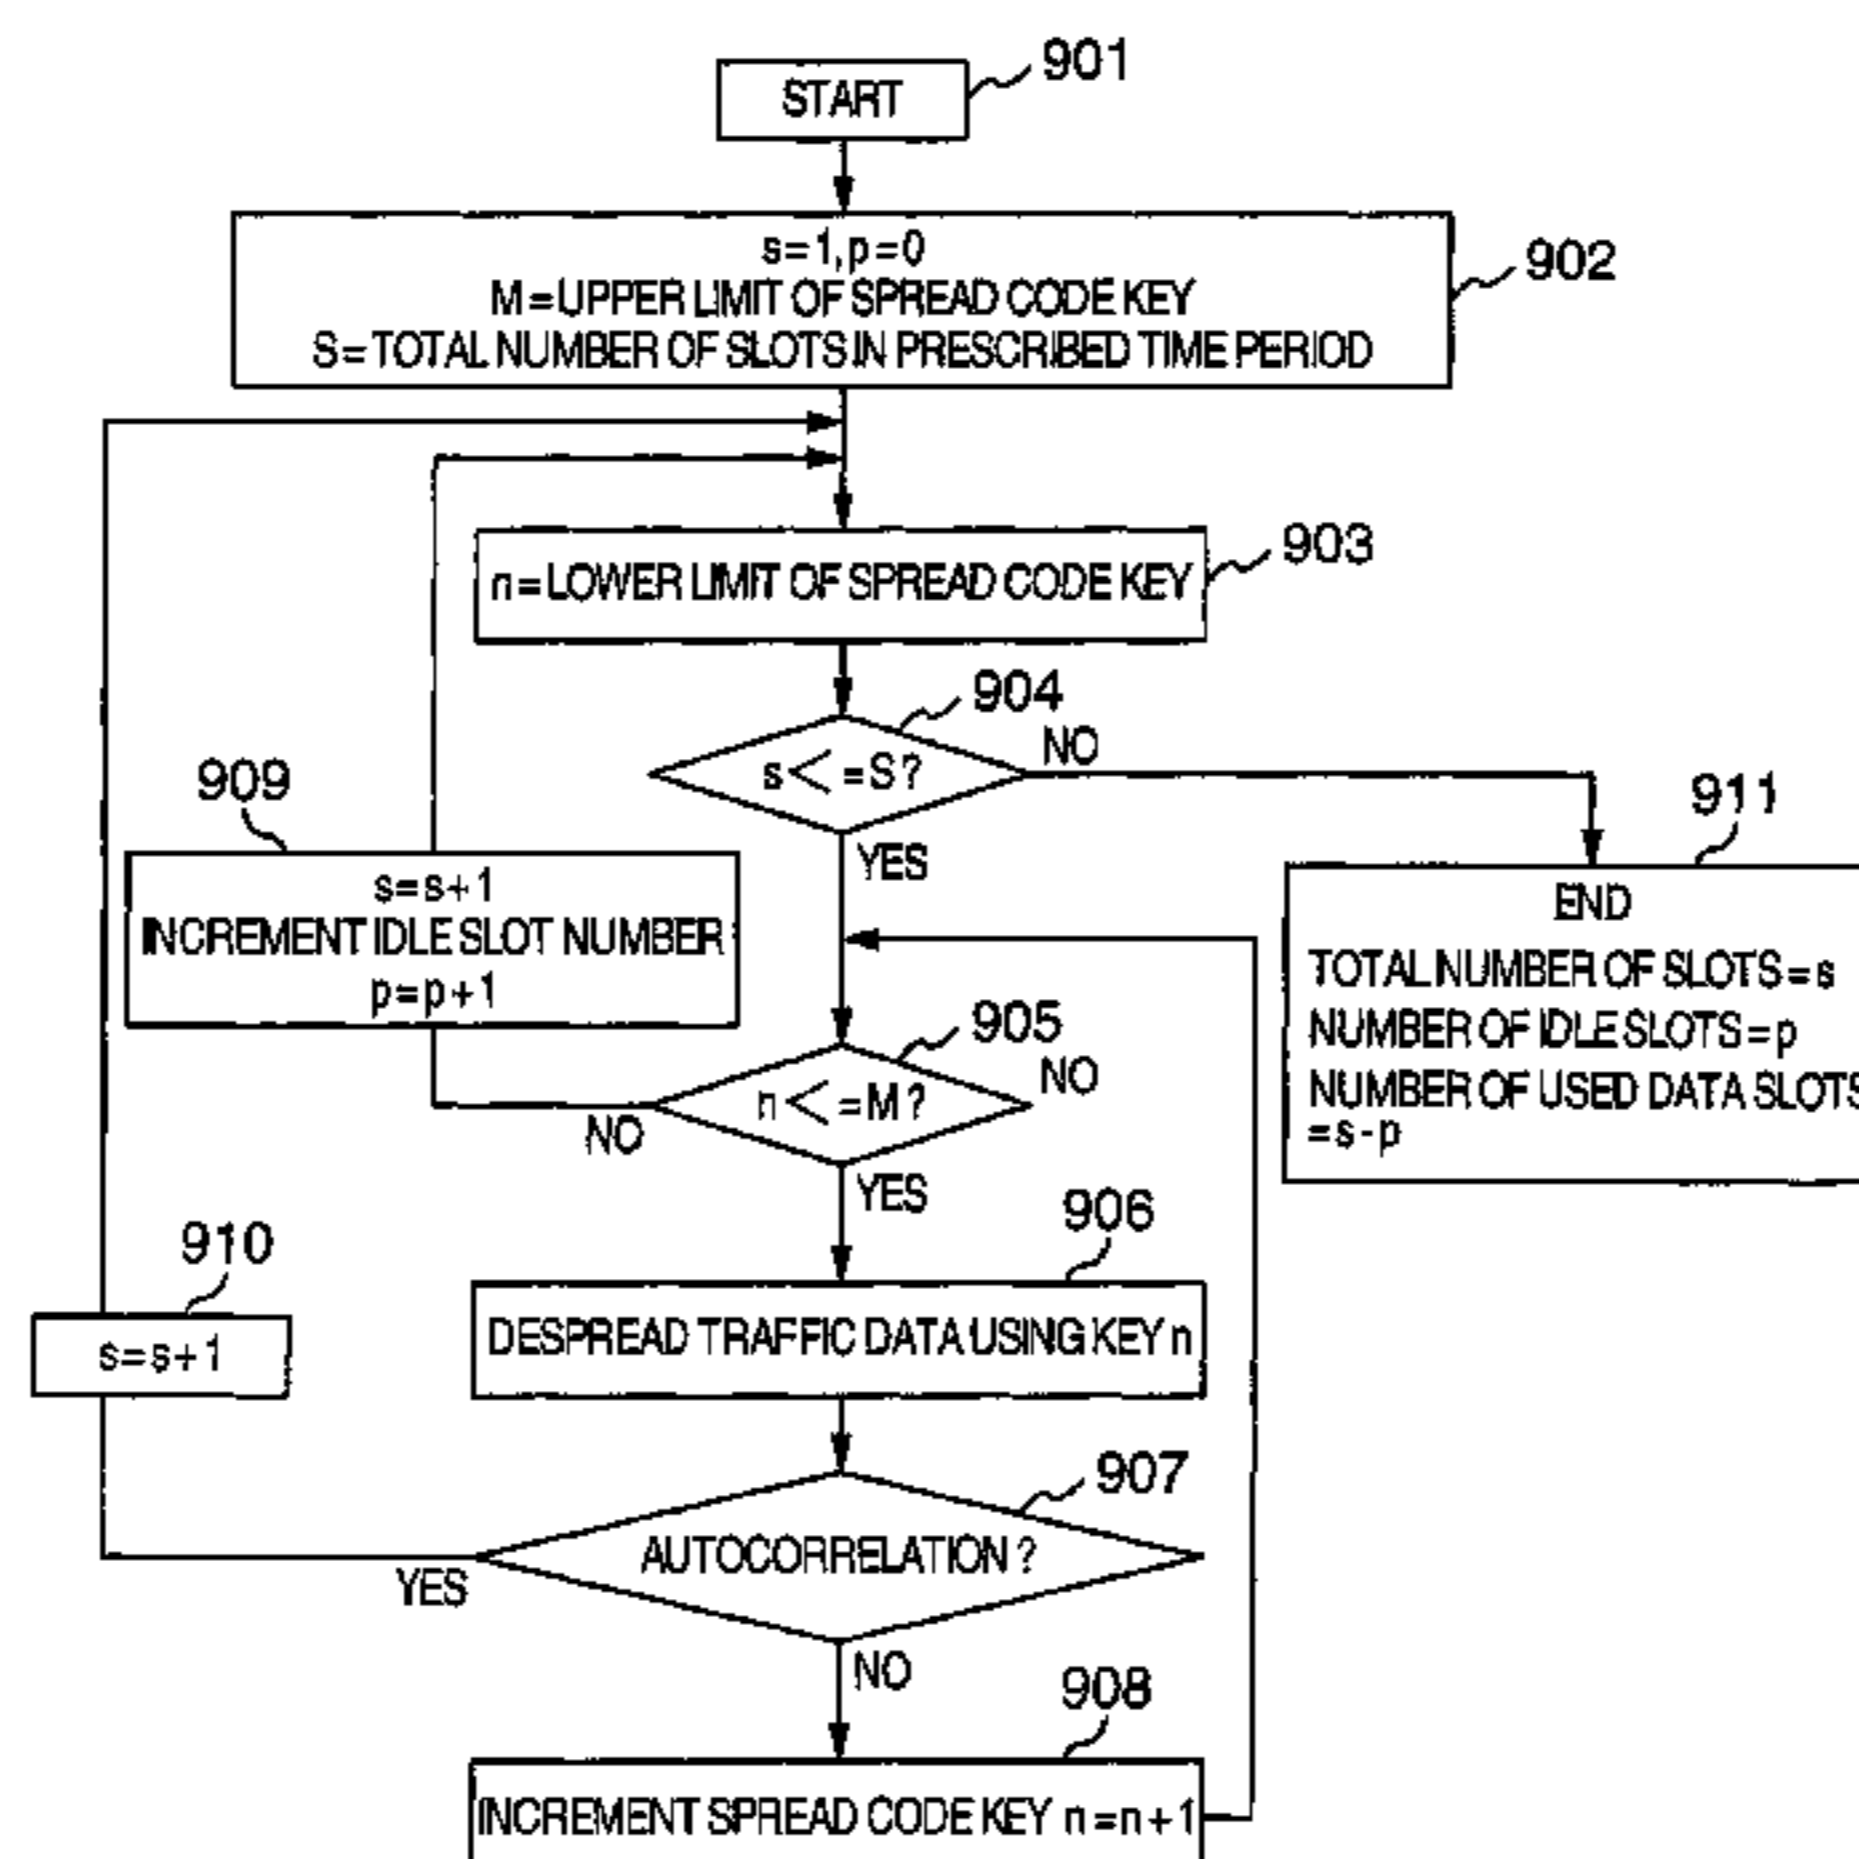 START
901
s=1, p=0
M=UPPER LIMIT OF SPREAD CODE KEY
S=TOTAL NUMBER OF SLOTS IN PRESCRIBED TIME PERIOD
902
n=LOWER LIMIT OF SPREAD CODE KEY
903
904
s<=S?
NO
YES
909
s=s+1
INCREMENT IDLE SLOT NUMBER
p=p+1
911
END
TOTAL NUMBER OF SLOTS=s
NUMBER OF IDLE SLOTS=p
NUMBER OF USED DATA SLOTS
=s-p
905
n<=M?
NO
NO
YES
906
DESPREAD TRAFFIC DATA USING KEY n
910
s=s+1
907
AUTOCORRELATION?
YES
NO
908
INCREMENT SPREAD CODE KEY n=n+1